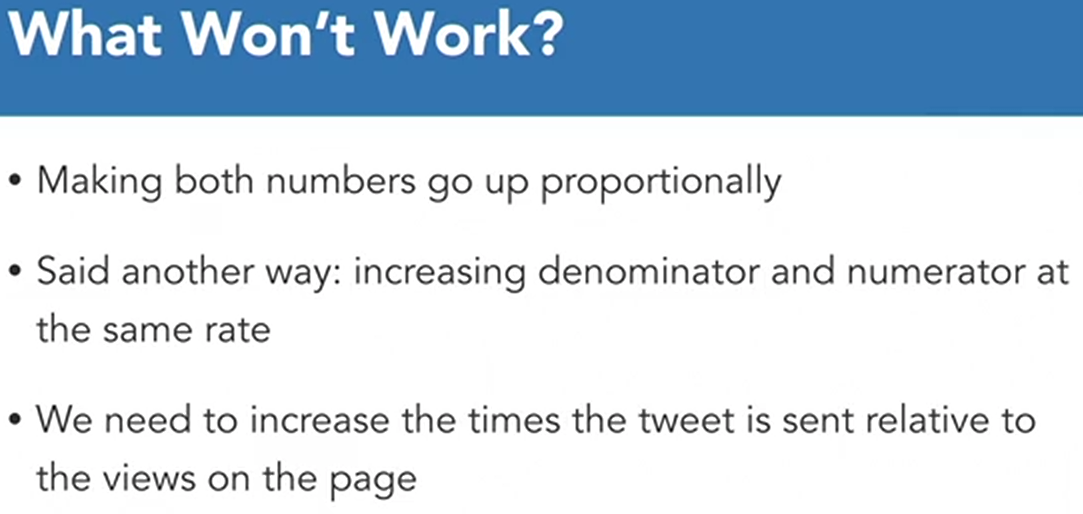 What Won't Work?
• Making both numbers go up proportionally
• Said another way: increasing denominator and numerator at
the same rate
• We need to increase the times the tweet is sent relative to
the views on the page